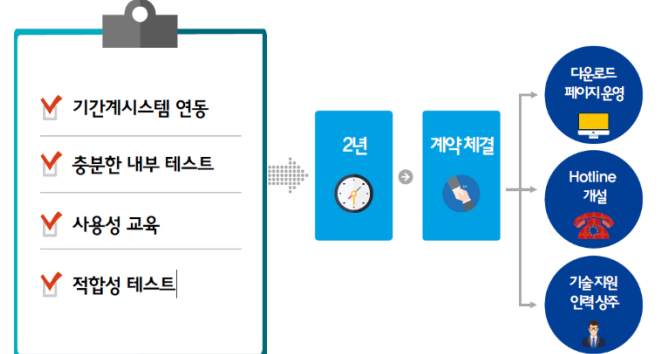 기간계시스템 연동
충분한 내부 테스트
사용성 교육
적합성 테스트
2년
계약 체결
다운로드
페이지 운영
Hotline
개설
기술 지원
인력 상주